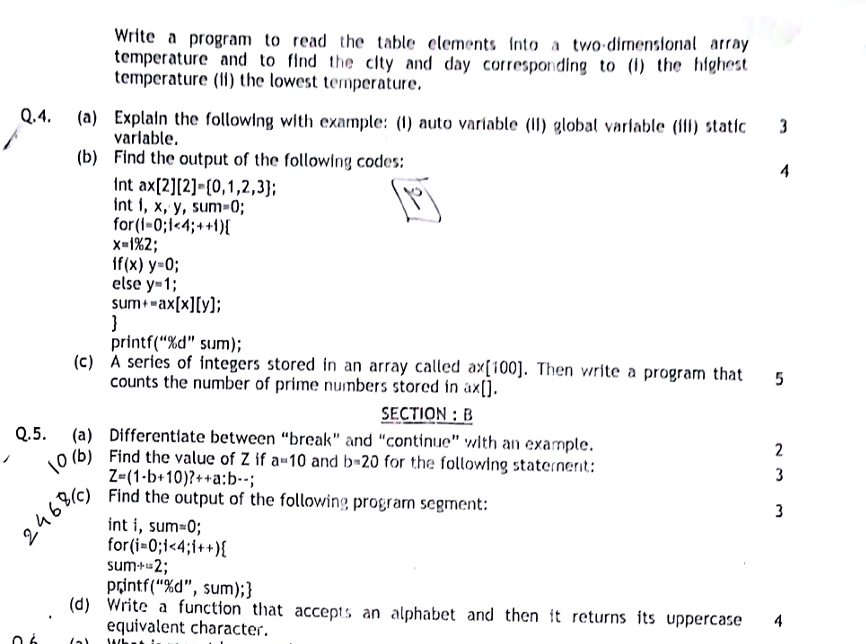 Write a program to read the table elements into a two-dimensional array
temperature and to find the city and day corresponding to (i) the highest
temperature (ii) the lowest temperature.
Q.4. (a) Explain the following with example: (i) auto variable (ii) global variable (iii) static 3
variable.
(b) Find the output of the following codes: 4
int ax[2][2]={0,1,2,3};
int i, x, y, sum=0;
for(i=0;i<4;++i){
x=i%2;
if(x) y=0;
else y=1;
sum+=ax[x][y];
}
printf("%d" sum);
(c) A series of integers stored in an array called ax[100]. Then write a program that 5
counts the number of prime numbers stored in ax[].
SECTION : B
Q.5. (a) Differentiate between "break" and "continue" with an example. 2
10 (b) Find the value of Z if a=10 and b=20 for the following statement: 3
Z=(1-b+10)?++a:b--;
2468 (c) Find the output of the following program segment: 3
int i, sum=0;
for(i=0;i<4;i++){
sum+=2;
printf("%d", sum);}
(d) Write a function that accepts an alphabet and then it returns its uppercase 4
equivalent character.